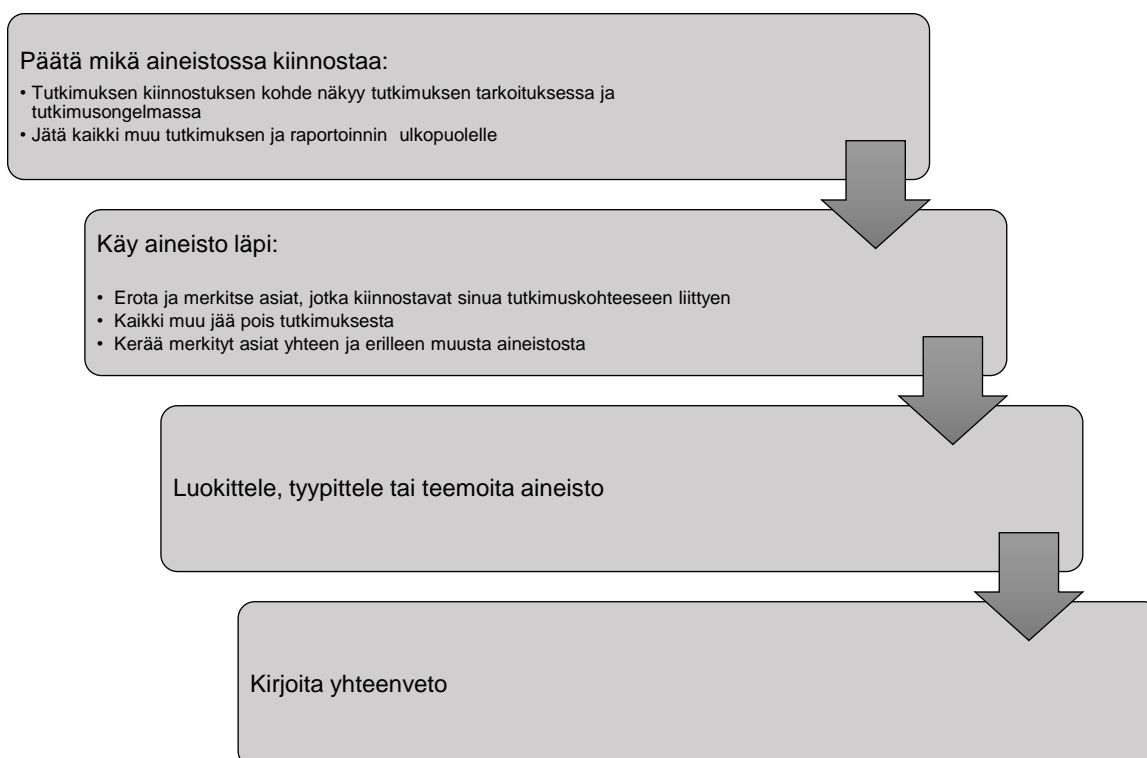 Päätä mikä aineistossa kiinnostaa:
• Tutkimuksen kiinnostuksen kohde näkyy tutkimuksen tarkoituksessa ja
tutkimusongelmassa
• Jätä kaikki muu tutkimuksen ja raportoinnin ulkopuolelle
Käy aineisto läpi:
• Erota ja merkitse asiat, jotka kiinnostavat sinua tutkimuskohteeseen liittyen
• Kaikki muu jää pois tutkimuksesta
• Kerää merkityt asiat yhteen ja erilleen muusta aineistosta
Luokittele, tyypittele tai teemoita aineisto
Kirjoita yhteenveto